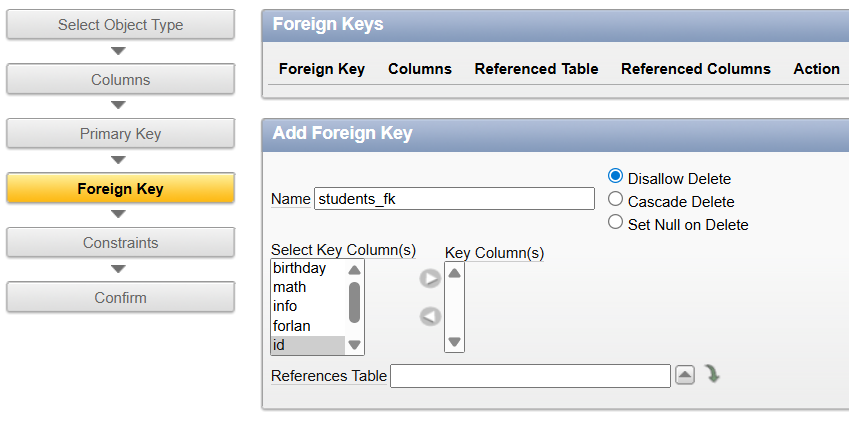 Select Object Type
Columns
Primary Key
Foreign Key
Constraints
Confirm
Foreign Keys
Foreign Key Columns Referenced Table Referenced Columns Action
Add Foreign Key
Name students_fk
Disallow Delete
Cascade Delete
Set Null on Delete
Select Key Column(s) Key Column(s)
birthday
math
info
forlan
id
References Table